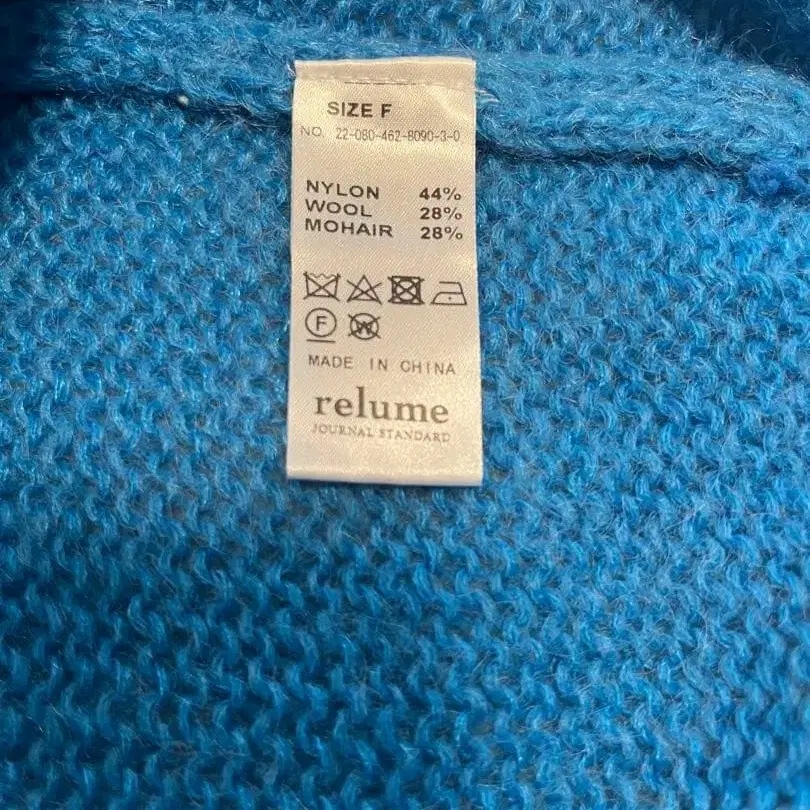 SIZE F
NO. 22-080-462-8090-3-0
NYLON 44%
WOOL 28%
MOHAIR 28%
F
W
MADE IN CHINA
relume
JOURNAL STANDARD